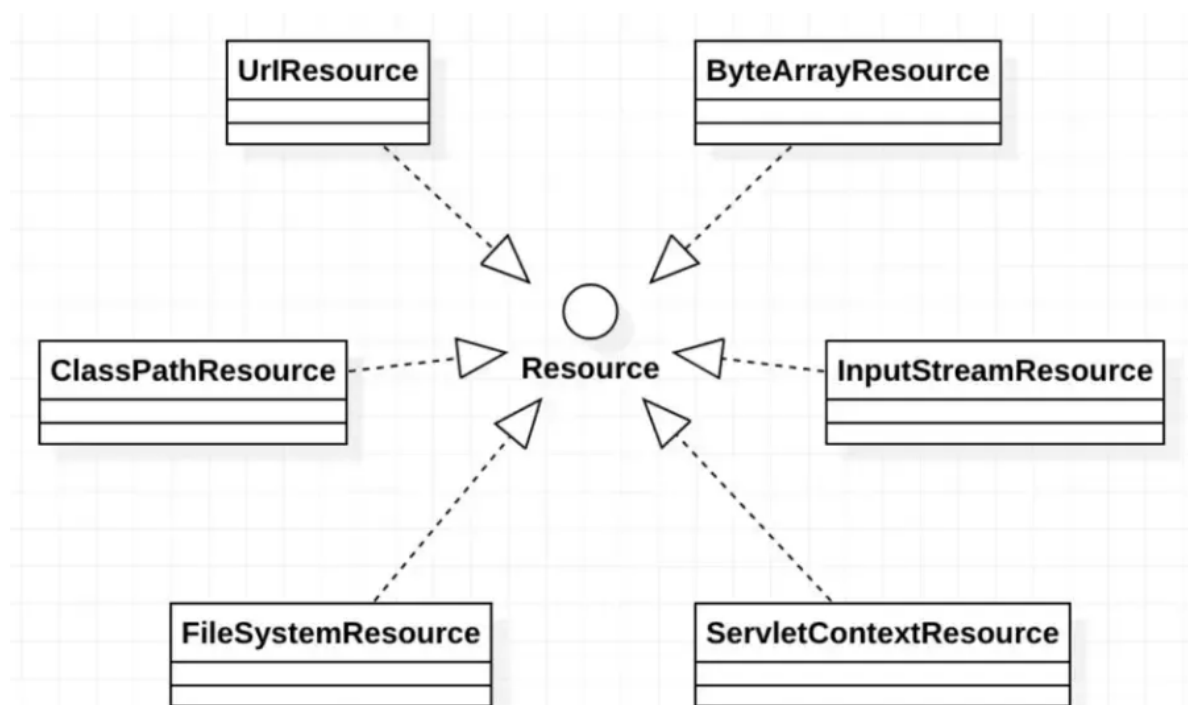 UrlResource
ByteArrayResource
ClassPathResource
Resource
InputStreamResource
FileSystemResource
ServletContextResource